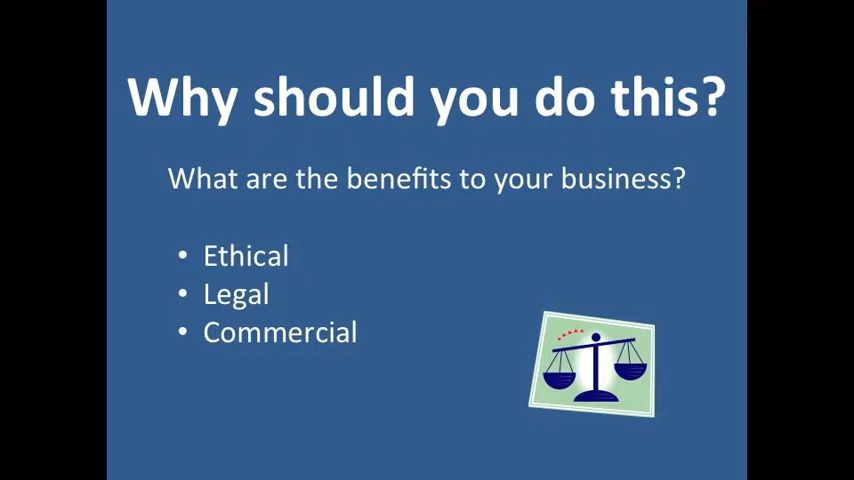 Why should you do this?
What are the benefits to your business?
• Ethical
• Legal
• Commercial